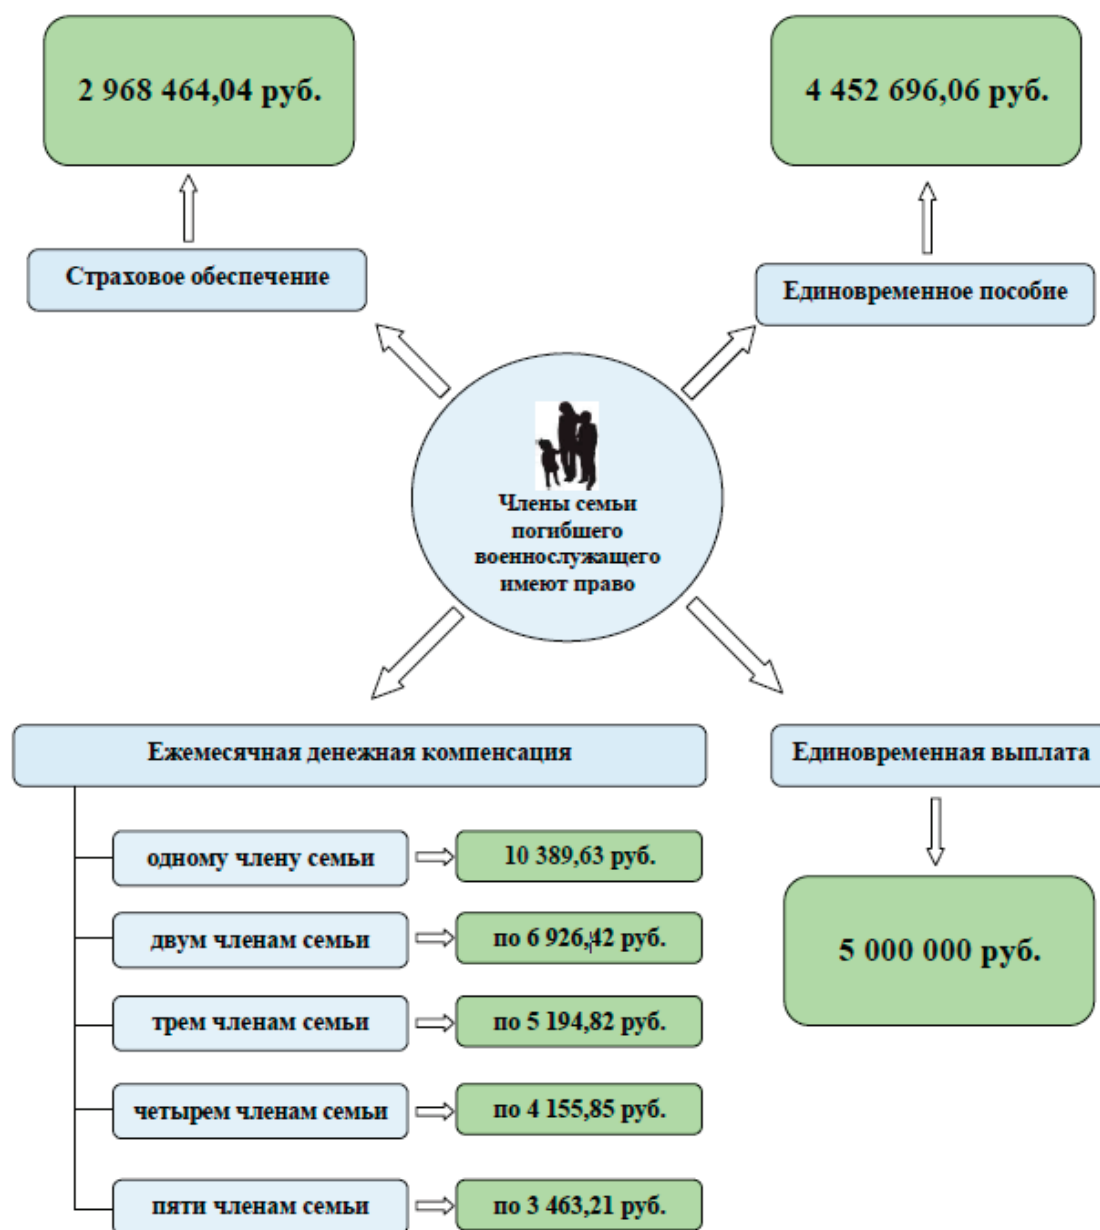 2 968 464,04 руб.
4 452 696,06 руб.
Страховое обеспечение
Единовременное пособие
Члены семьи
погибшего
военнослужащего
имеют право
Ежемесячная денежная компенсация
Единовременная выплата
одному члену семьи
10 389,63 руб.
двум членам семьи
по 6 926,42 руб.
5 000 000 руб.
трем членам семьи
по 5 194,82 руб.
четырем членам семьи
по 4 155,85 руб.
пяти членам семьи
по 3 463,21 руб.